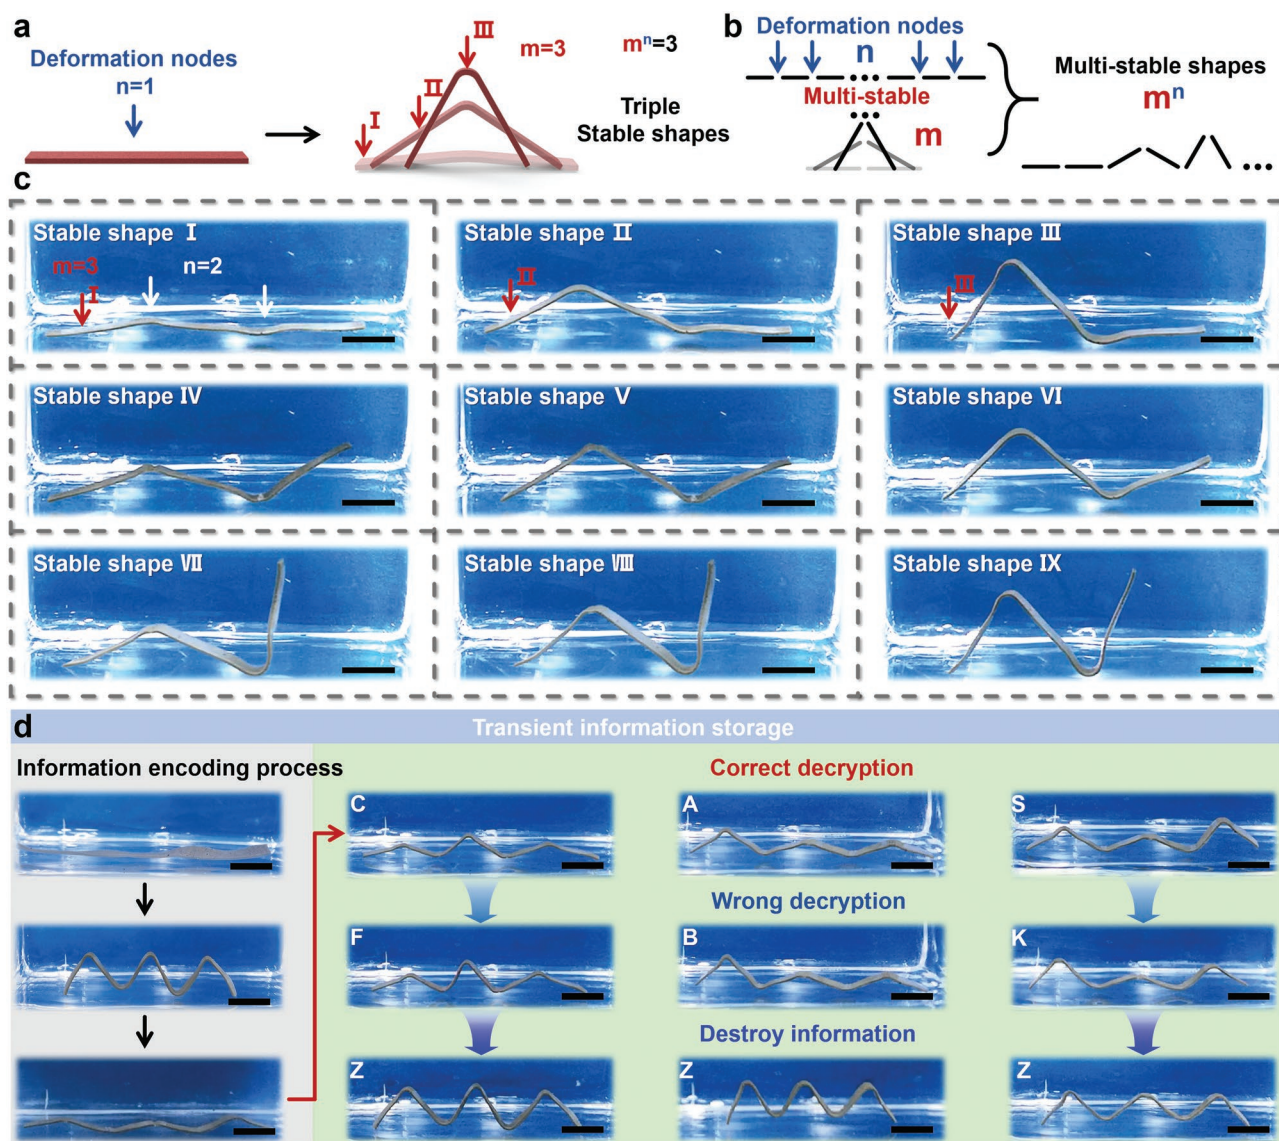 a
Deformation nodes
n=1
I
II
III
m=3
mⁿ=3
Triple
Stable shapes
b
Deformation nodes
n
Multi-stable
m
Multi-stable shapes
mⁿ
c
Stable shape I
m=3
n=2
I
Stable shape II
II
Stable shape III
III
Stable shape IV
Stable shape V
Stable shape VI
Stable shape VII
Stable shape VIII
Stable shape IX
d
Transient information storage
Information encoding process
Correct decryption
C
A
S
Wrong decryption
F
B
K
Destroy information
Z
Z
Z